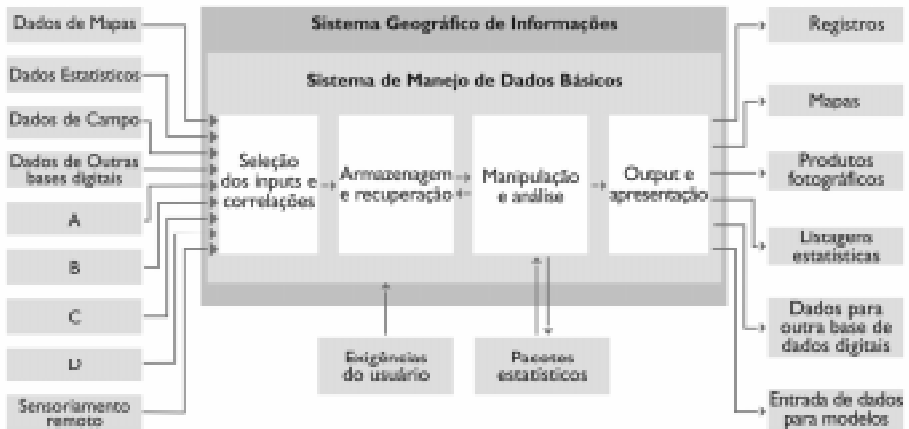 Dados de Mapas
Dados Estatísticos
Dados de Campo
Dados de Outras
bases digitais
A
B
C
D
Sensoriamento
remoto
Sistema Geográfico de Informações
Sistema de Manejo de Dados Básicos
Seleção
dos inputs e
correlações
Armazenagem
e recuperação
Manipulação
e análise
Output e
apresentação
Exigências
do usuário
Pacotes
estatísticos
Registros
Mapas
Produtos
fotográficos
Listagens
estatísticas
Dados para
outra base de
dados digitais
Entrada de dados
para modelos